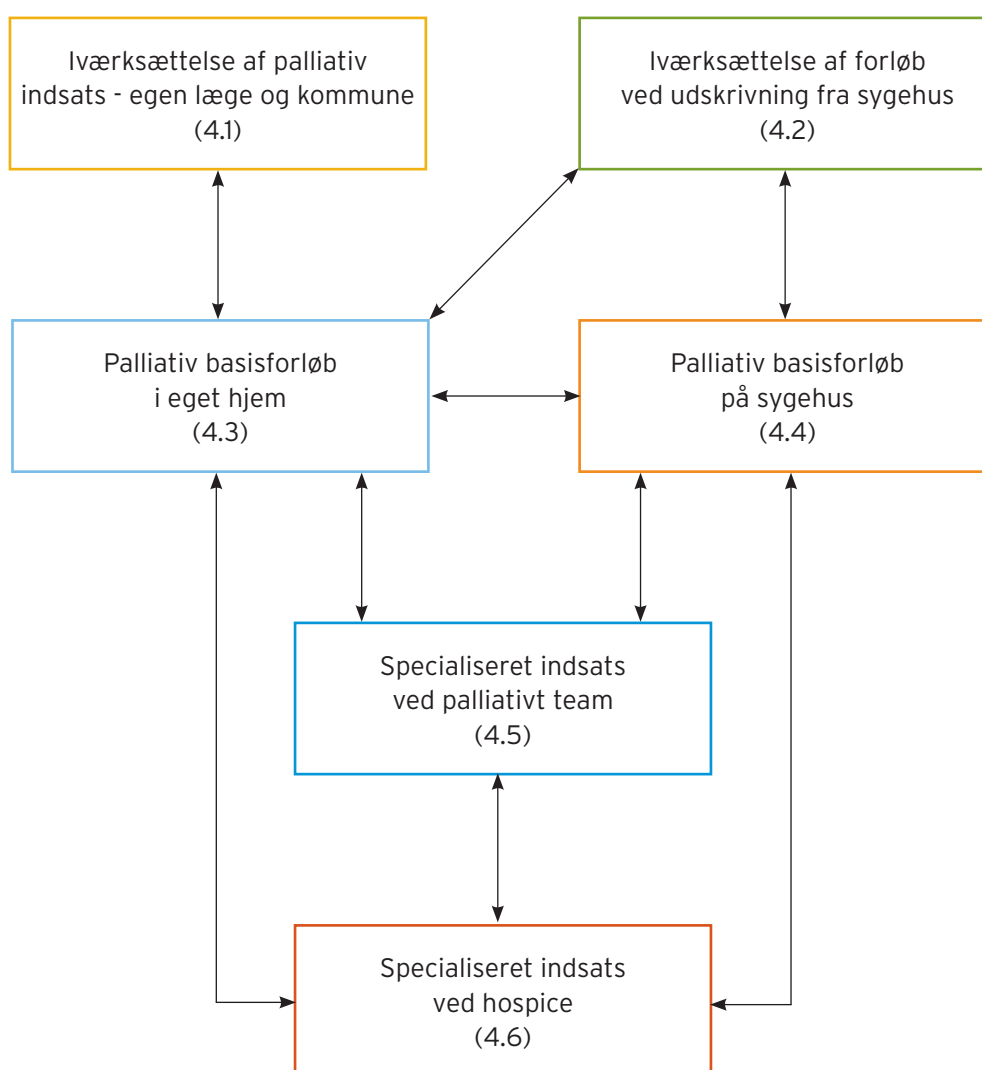 Iværksættelse af palliativ
indsats - egen læge og kommune
(4.1)
Iværksættelse af forløb
ved udskrivning fra sygehus
(4.2)
Palliativ basisforløb
i eget hjem
(4.3)
Palliativ basisforløb
på sygehus
(4.4)
Specialiseret indsats
ved palliativt team
(4.5)
Specialiseret indsats
ved hospice
(4.6)